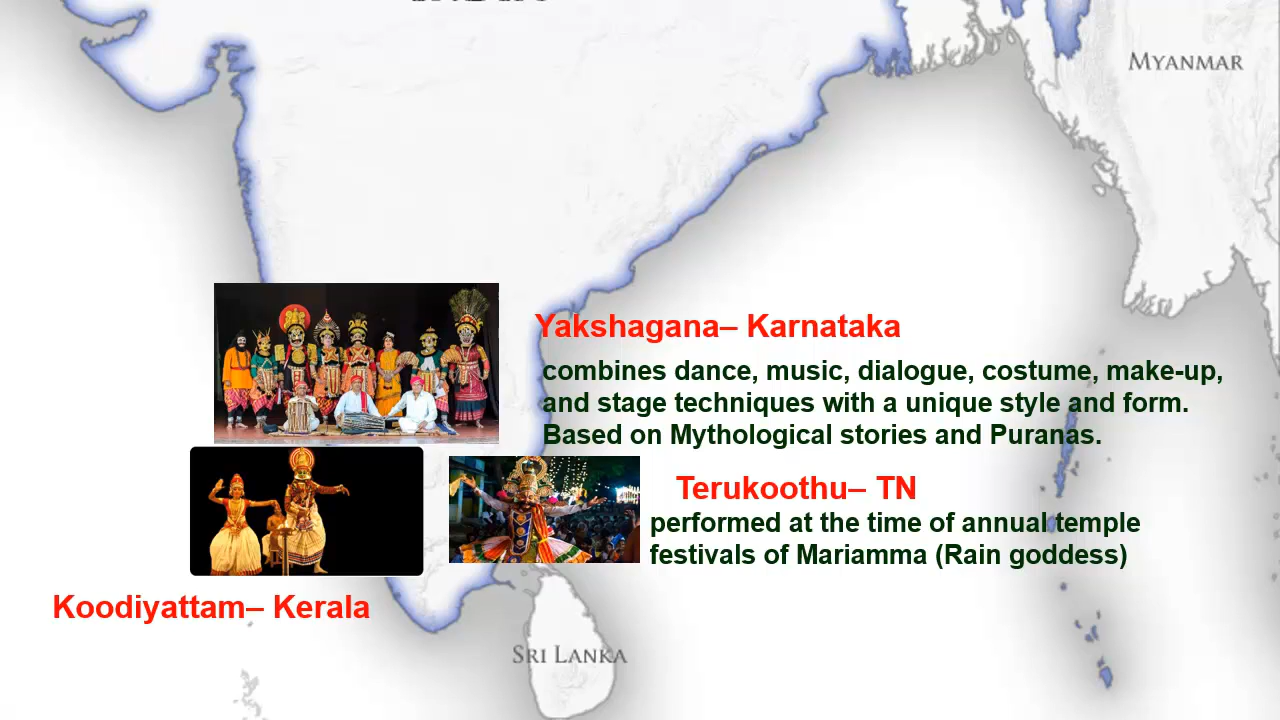 MYANMAR
Yakshagana– Karnataka
combines dance, music, dialogue, costume, make-up,
and stage techniques with a unique style and form.
Based on Mythological stories and Puranas.
Terukoothu– TN
performed at the time of annual temple
festivals of Mariamma (Rain goddess)
Koodiyattam– Kerala
SRI LANKA